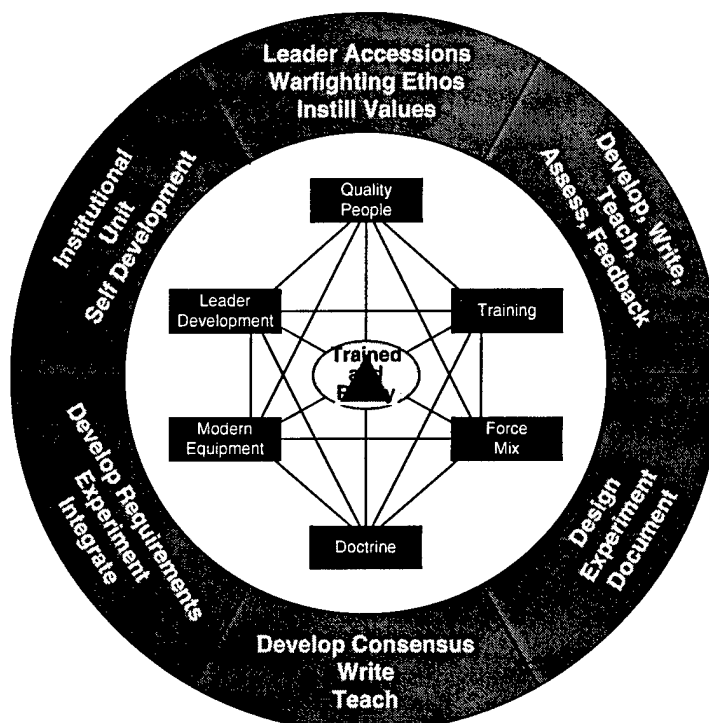 Leader Accessions
Warfighting Ethos
Instill Values
Institutional
Unit
Self Development
Develop, Write,
Teach,
Assess, Feedback
Quality
People
Leader
Development
Training
Trained
and
Modern
Equipment
Force
Mix
Doctrine
Develop Requirements
Experiment
Integrate
Design
Experiment
Document
Develop Consensus
Write
Teach